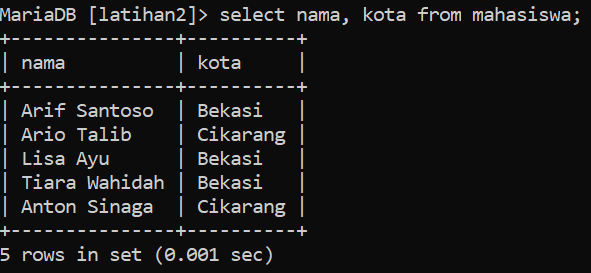 MariaDB [latihan2]> select nama, kota from mahasiswa;
+---------------+----------+
| nama          | kota     |
+---------------+----------+
| Arif Santoso  | Bekasi   |
| Ario Talib    | Cikarang |
| Lisa Ayu      | Bekasi   |
| Tiara Wahidah | Bekasi   |
| Anton Sinaga  | Cikarang |
+---------------+----------+
5 rows in set (0.001 sec)